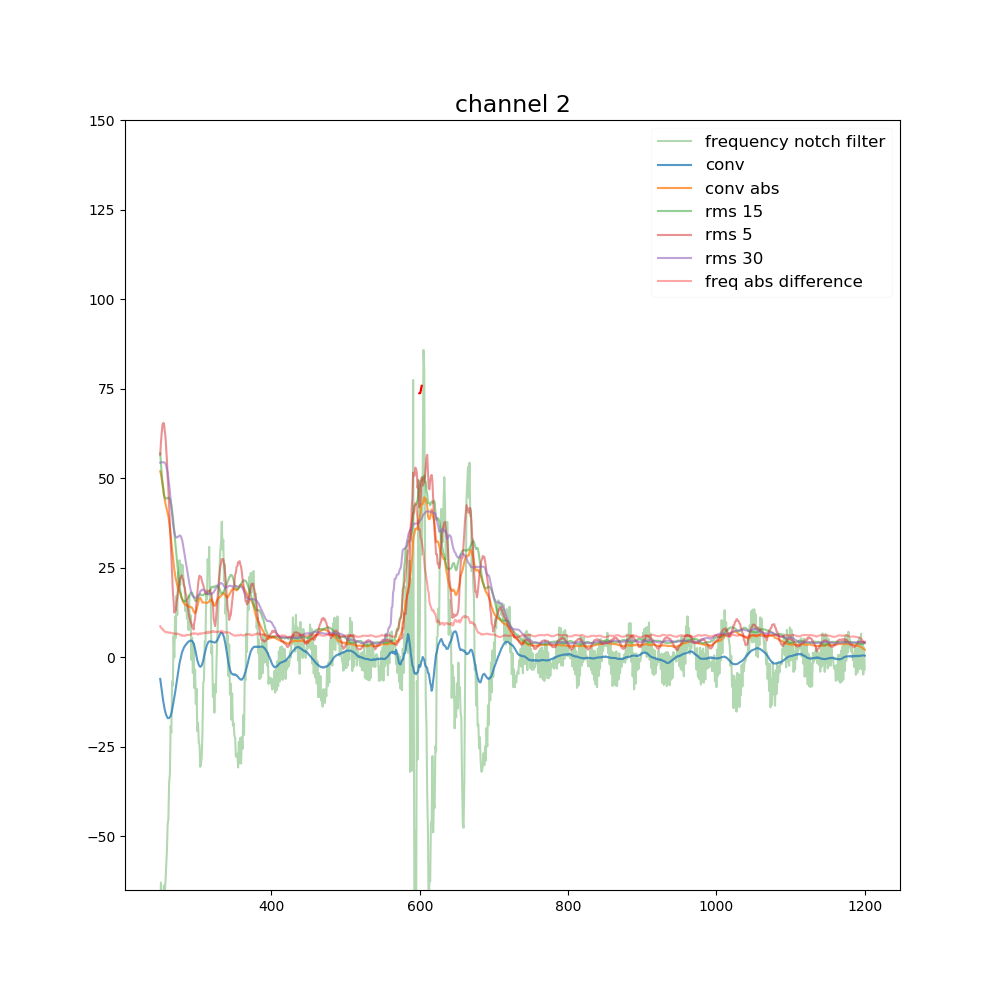 channel 2
150
125
100
75
50
25
0
−25
−50
frequency notch filter
conv
conv abs
rms 15
rms 5
rms 30
freq abs difference
400
600
800
1000
1200